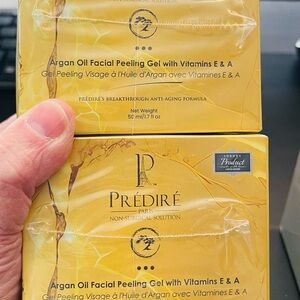 Argan Oil Facial Peeling Gel with Vitamins E & A
Gel Peeling Visage à l'Huile d'Argan avec Vitamines E & A
PRÉDIRÉ'S BREAKTHROUGH ANTI-AGING FORMULA
Net Weight
50 ml/1.7 fl oz
PRÉDIRÉ
PARIS
NON-SURGICAL SOLUTION
Product
Argan Oil Facial Peeling Gel with Vitamins E & A
Gel Peeling Visage à l'Huile d'Argan avec Vitamines E & A